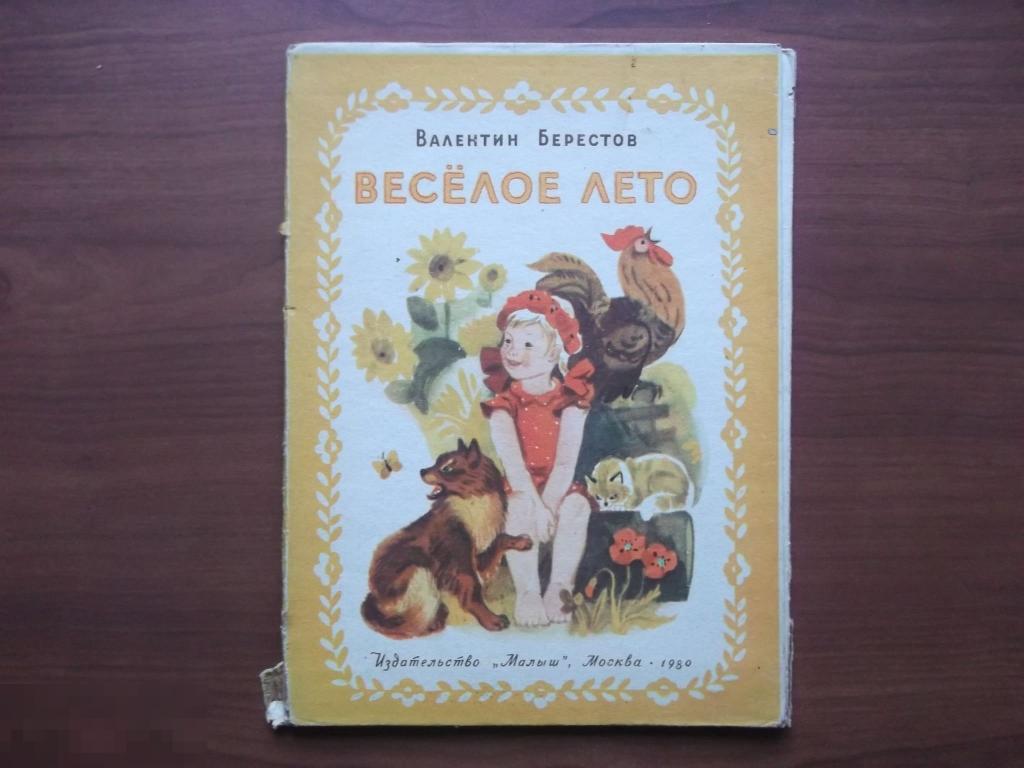 Валентин Берестов
ВЕСЁЛОЕ ЛЕТО
Издательство „Малыш", Москва · 1980